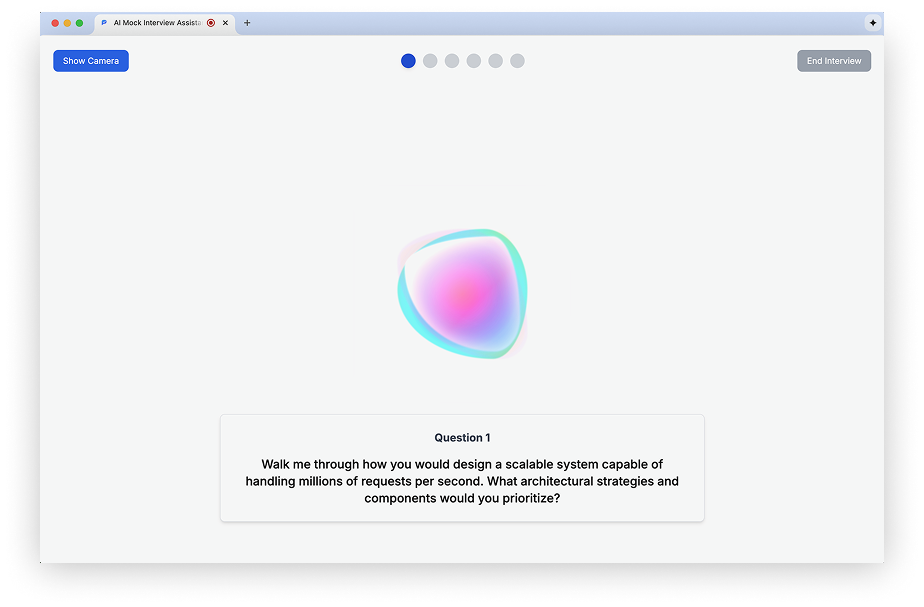 AI Mock Interview Assista
Show Camera
End Interview
Question 1
Walk me through how you would design a scalable system capable of
handling millions of requests per second. What architectural strategies and
components would you prioritize?